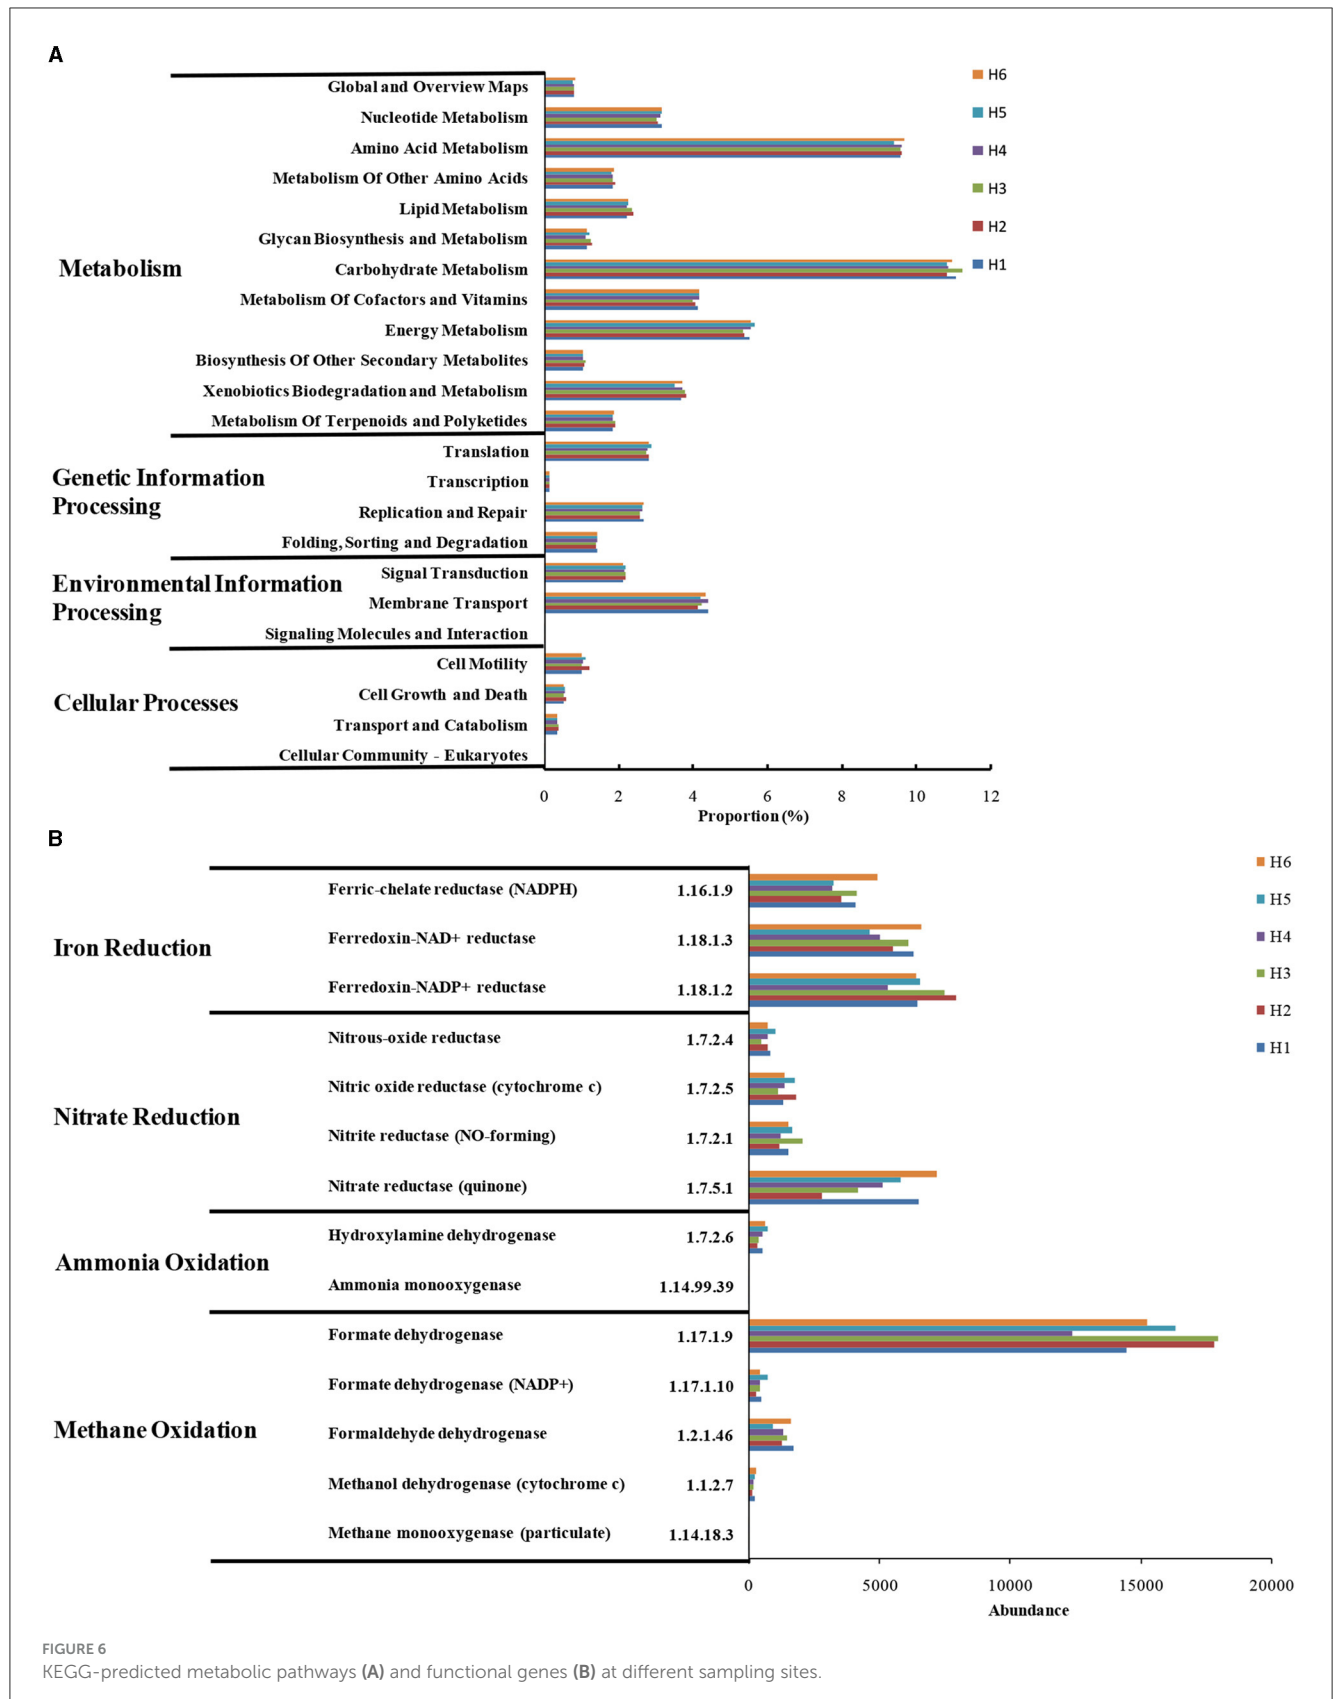 A
Global and Overview Maps
Nucleotide Metabolism
Amino Acid Metabolism
Metabolism Of Other Amino Acids
Lipid Metabolism
Glycan Biosynthesis and Metabolism
Metabolism
Carbohydrate Metabolism
Metabolism Of Cofactors and Vitamins
Energy Metabolism
Biosynthesis Of Other Secondary Metabolites
Xenobiotics Biodegradation and Metabolism
Metabolism Of Terpenoids and Polyketides
Translation
Genetic Information
Processing
Transcription
Replication and Repair
Folding, Sorting and Degradation
Environmental Information
Processing
Signal Transduction
Membrane Transport
Signaling Molecules and Interaction
Cell Motility
Cellular Processes
Cell Growth and Death
Transport and Catabolism
Cellular Community - Eukaryotes
H6
H5
H4
H3
H2
H1
0 2 4 6 8 10 12
Proportion (%)
B
Iron Reduction
Ferric-chelate reductase (NADPH) 1.16.1.9
Ferredoxin-NAD+ reductase 1.18.1.3
Ferredoxin-NADP+ reductase 1.18.1.2
Nitrate Reduction
Nitrous-oxide reductase 1.7.2.4
Nitric oxide reductase (cytochrome c) 1.7.2.5
Nitrite reductase (NO-forming) 1.7.2.1
Nitrate reductase (quinone) 1.7.5.1
Ammonia Oxidation
Hydroxylamine dehydrogenase 1.7.2.6
Ammonia monooxygenase 1.14.99.39
Methane Oxidation
Formate dehydrogenase 1.17.1.9
Formate dehydrogenase (NADP+) 1.17.1.10
Formaldehyde dehydrogenase 1.2.1.46
Methanol dehydrogenase (cytochrome c) 1.1.2.7
Methane monooxygenase (particulate) 1.14.18.3
H6
H5
H4
H3
H2
H1
0 5000 10000 15000 20000
Abundance
FIGURE 6
KEGG-predicted metabolic pathways (A) and functional genes (B) at different sampling sites.